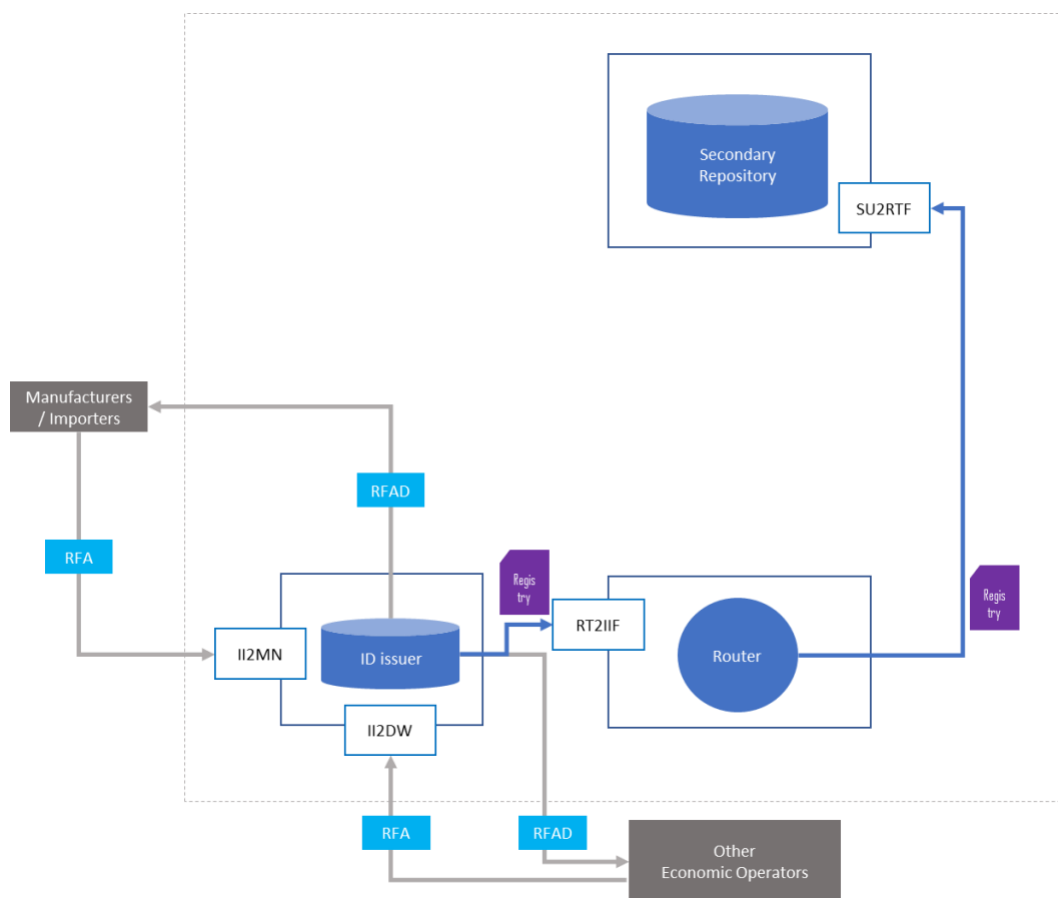 Secondary
Repository
SU2RTF
Manufacturers
/ Importers
RFAD
RFA
Regis
try
Regis
try
RT2IIF
II2MN
ID issuer
Router
II2DW
RFA
RFAD
Other
Economic Operators